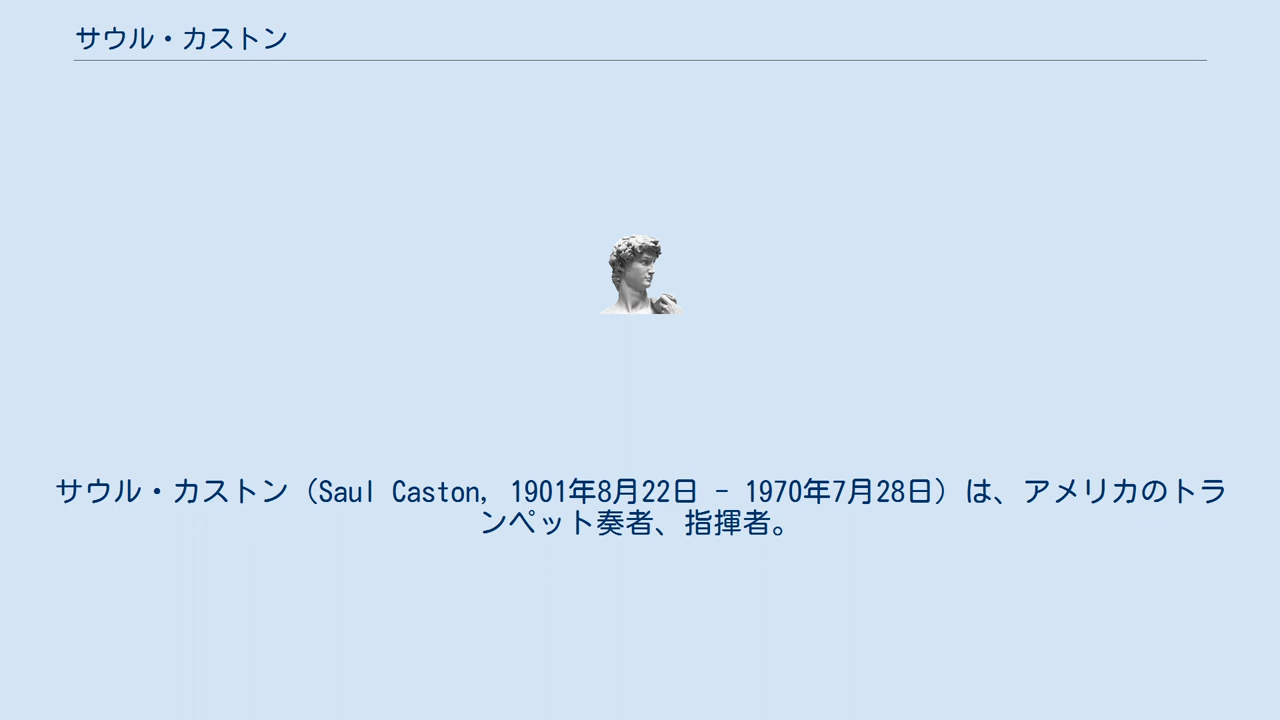 サウル・カストン
サウル・カストン（Saul Caston, 1901年8月22日 - 1970年7月28日）は、アメリカのトラ
ンペット奏者、指揮者。